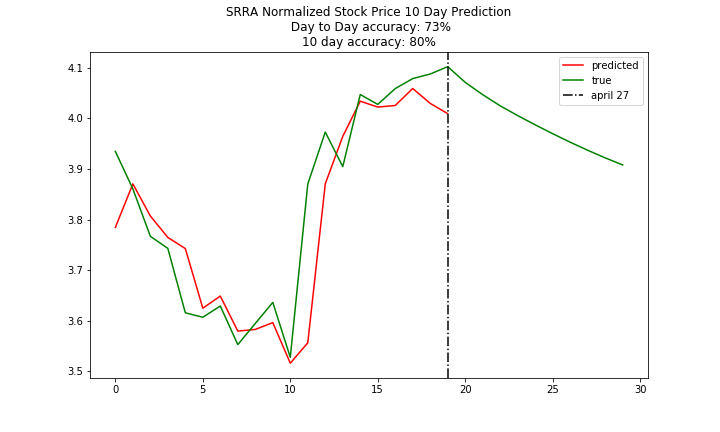 SRRA Normalized Stock Price 10 Day Prediction
Day to Day accuracy: 73%
10 day accuracy: 80%
predicted
true
april 27
4.1
4.0
3.9
3.8
3.7
3.6
3.5
0 5 10 15 20 25 30